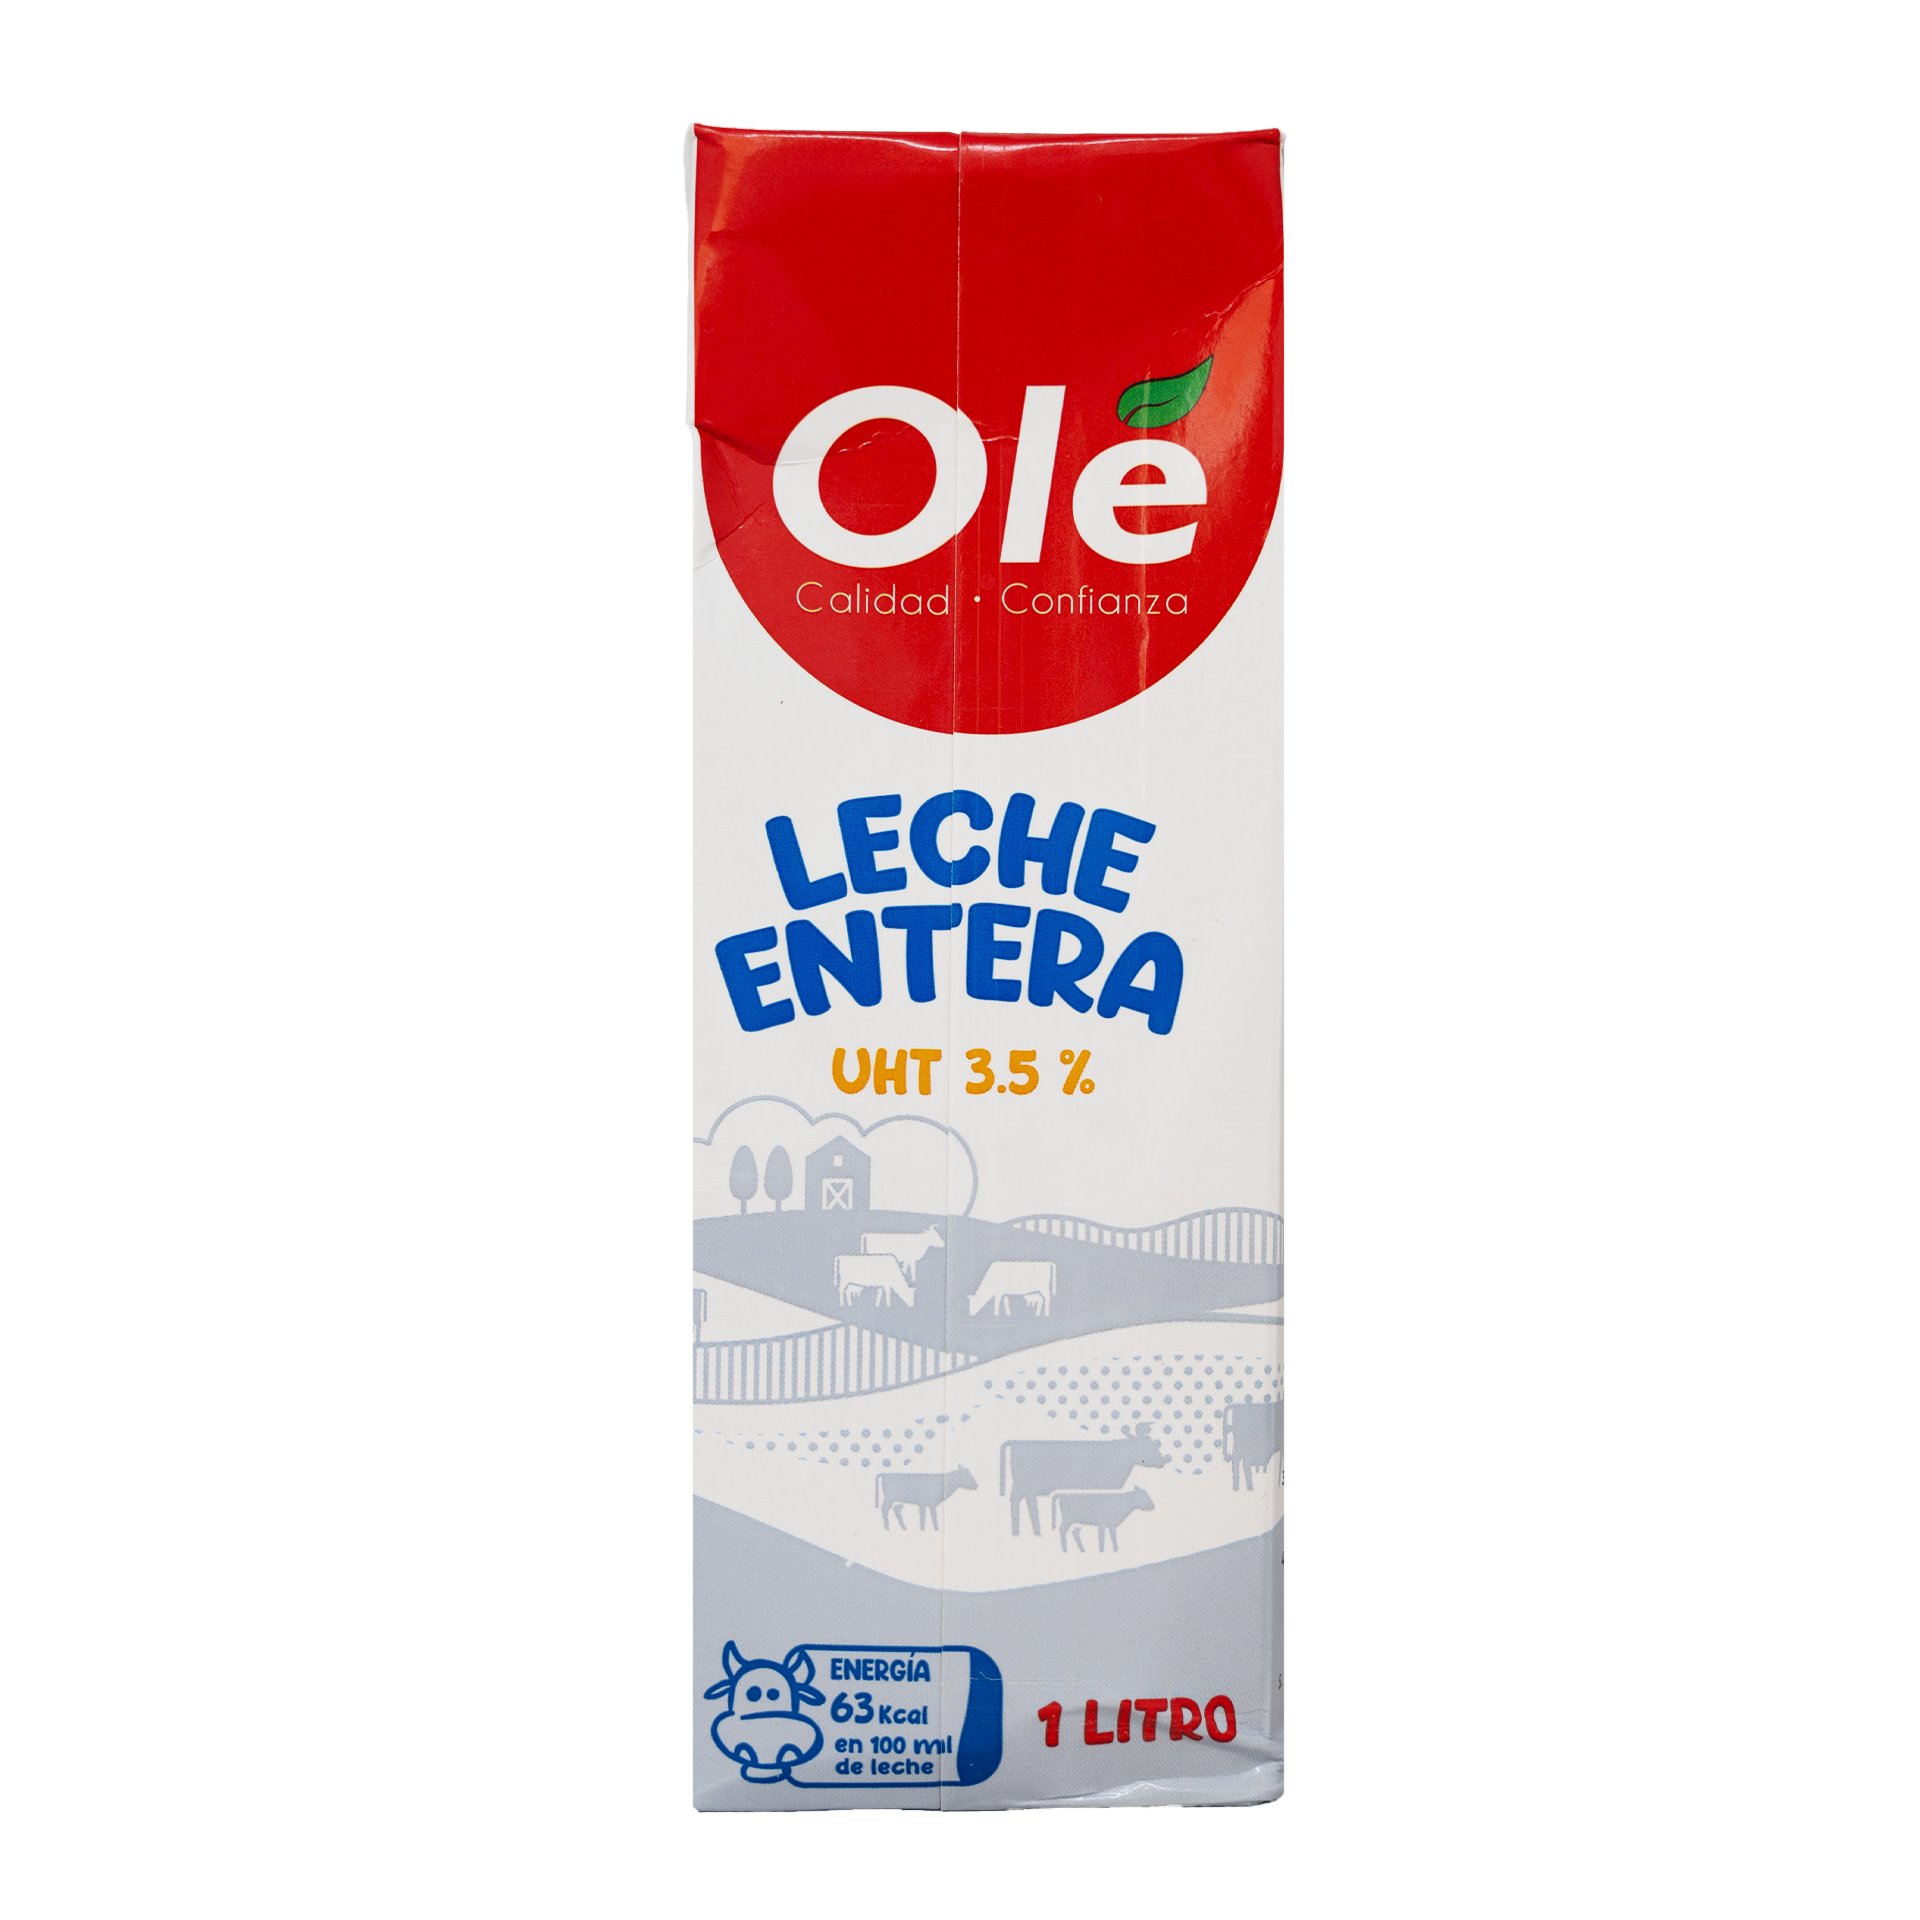 Olé
Calidad · Confianza
LECHE
ENTERA
UHT 3.5 %
ENERGÍA
63 Kcal
en 100 ml
de leche
1 LITRO